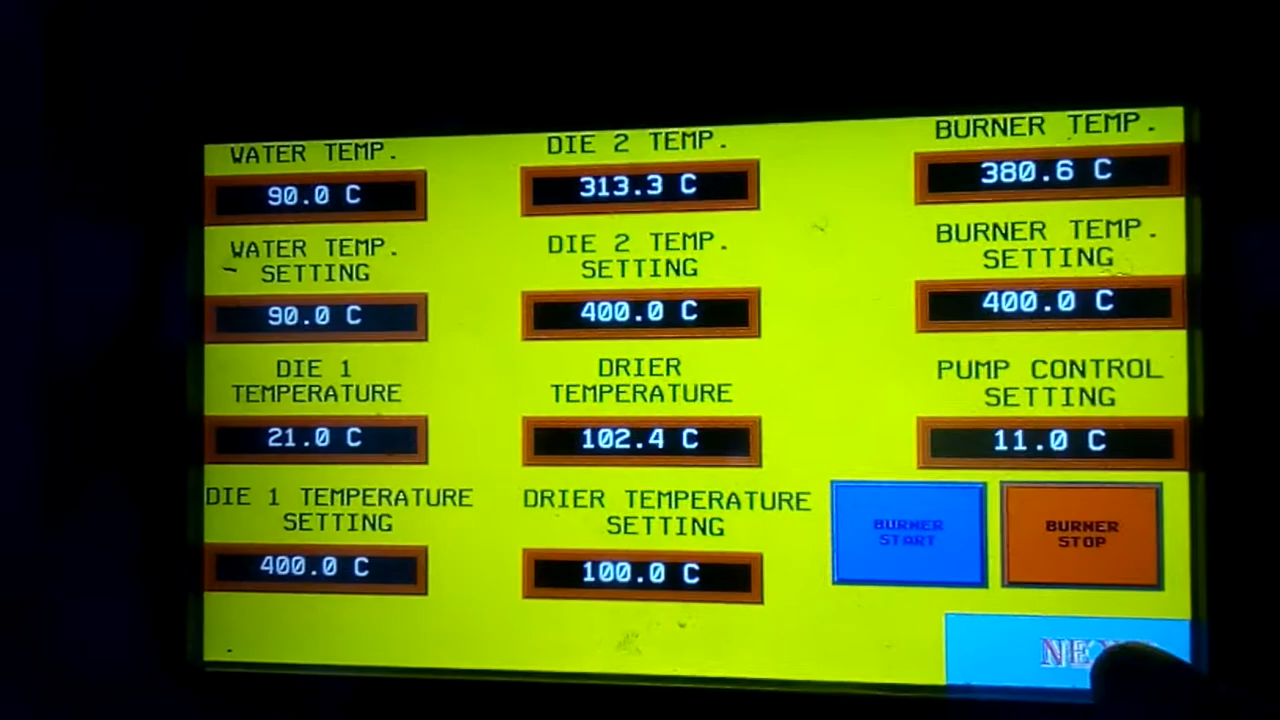 WATER TEMP.
90.0 C
WATER TEMP.
SETTING
90.0 C
DIE 1
TEMPERATURE
21.0 C
DIE 1 TEMPERATURE
SETTING
400.0 C
DIE 2 TEMP.
313.3 C
DIE 2 TEMP.
SETTING
400.0 C
DRIER
TEMPERATURE
102.4 C
DRIER TEMPERATURE
SETTING
100.0 C
BURNER TEMP.
380.6 C
BURNER TEMP.
SETTING
400.0 C
PUMP CONTROL
SETTING
11.0 C
BURNER
START
BURNER
STOP